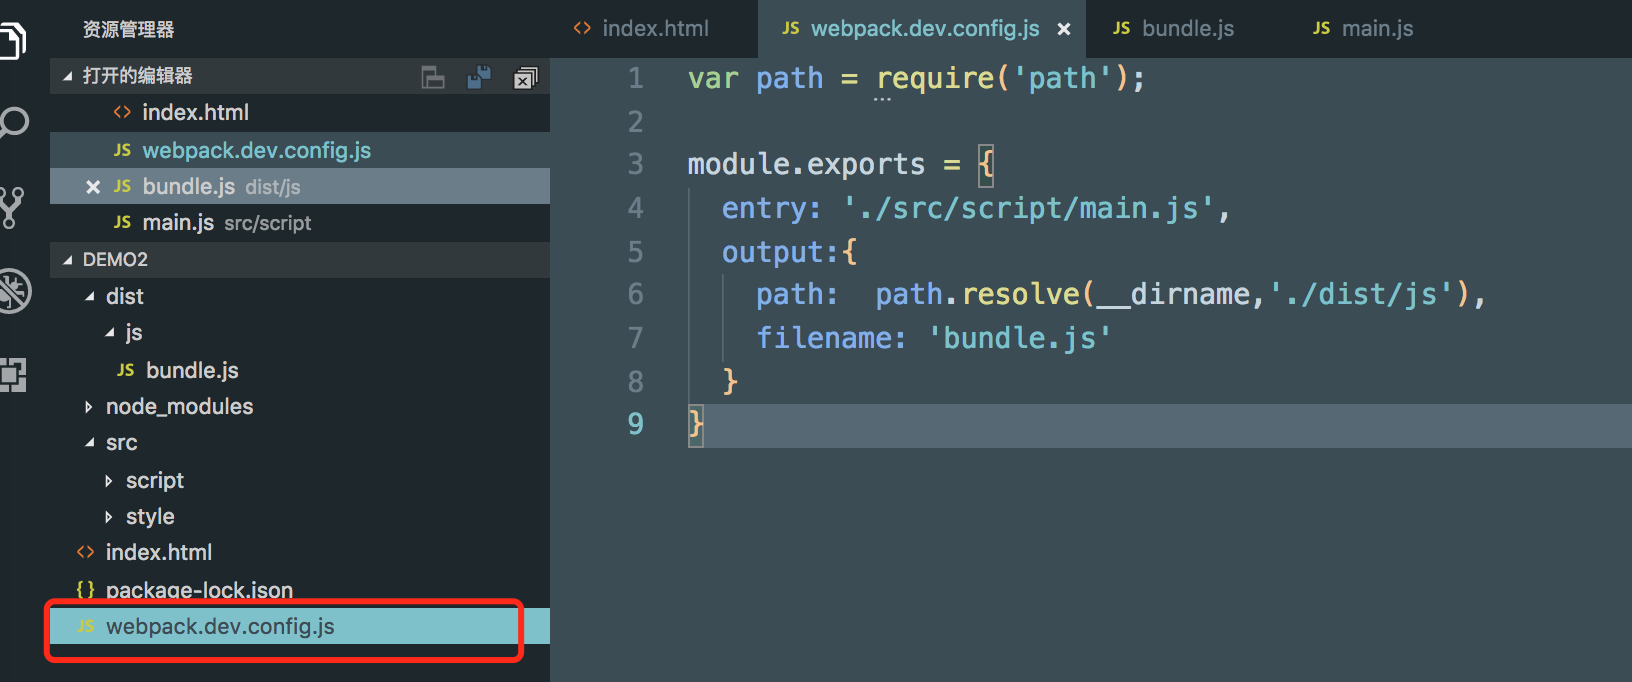 资源管理器
打开的编辑器
<> index.html
JS webpack.dev.config.js
JS bundle.js dist/js
JS main.js src/script
DEMO2
dist
js
JS bundle.js
node_modules
src
script
style
<> index.html
{} package-lock.json
JS webpack.dev.config.js
<> index.html
JS webpack.dev.config.js
JS bundle.js
JS main.js
1 var path = require('path');
2
3 module.exports = {
4 entry: './src/script/main.js',
5 output:{
6 path:  path.resolve(__dirname,'./dist/js'),
7 filename: 'bundle.js'
8 }
9 }